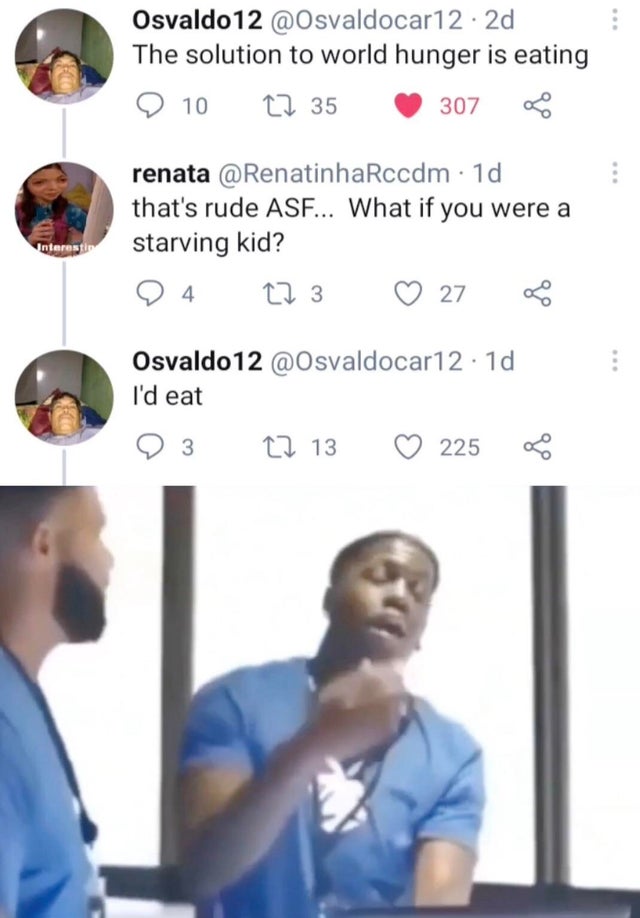 Osvaldo12 @Osvaldocar12 · 2d
The solution to world hunger is eating
10 35 307
renata @RenatinhaRccdm · 1d
that's rude ASF... What if you were a
starving kid?
Interestin
4 3 27
Osvaldo12 @Osvaldocar12 · 1d
I'd eat
3 13 225